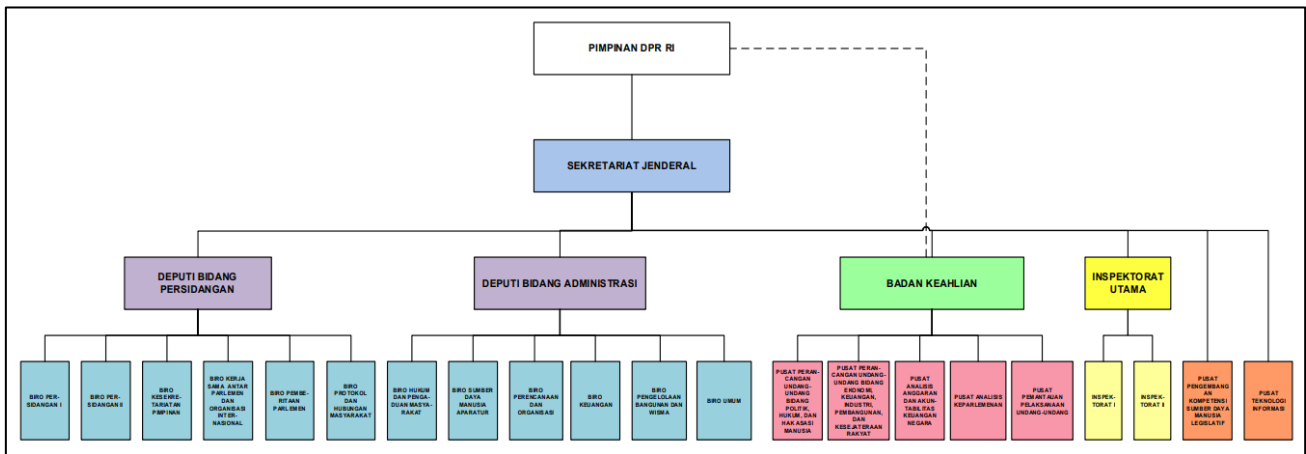 PIMPINAN DPR RI
SEKRETARIAT JENDERAL
DEPUTI BIDANG
PERSIDANGAN
DEPUTI BIDANG ADMINISTRASI
BADAN KEAHLIAN
INSPEKTORAT
UTAMA
BIRO PER-
SIDANGAN I
BIRO PER-
SIDANGAN II
BIRO
KESEKRE-
TARIATAN
PIMPINAN
BIRO KERJA
SAMA ANTAR
PARLEMEN
DAN
ORGANISASI
INTER-
NASIONAL
BIRO PEMBE-
RITAAN
PARLEMEN
BIRO
PROTOKOL
DAN
HUBUNGAN
MASYARAKAT
BIRO HUKUM
DAN PENGA-
DUAN MASYA-
RAKAT
BIRO SUMBER
DAYA
MANUSIA
APARATUR
BIRO
PERENCANAAN
DAN
ORGANISASI
BIRO
KEUANGAN
BIRO
PENGELOLAAN
BANGUNAN DAN
WISMA
BIRO UMUM
PUSAT PERAN-
CANGAN
UNDANG-
UNDANG
BIDANG
POLITIK,
HUKUM, DAN
HAK ASASI
MANUSIA
PUSAT PERAN-
CANGAN UNDANG-
UNDANG BIDANG
EKONOMI,
KEUANGAN,
INDUSTRI,
PEMBANGUNAN,
DAN
KESEJATERAAN
RAKYAT
PUSAT
ANALISIS
ANGGARAN
DAN AKUN-
TABILITAS
KEUANGAN
NEGARA
PUSAT ANALISIS
KEPARLEMENAN
PUSAT
PEMANTAUAN
PELAKSANAAN
UNDANG-UNDANG
INSPEK-
TORAT I
INSPEK-
TORAT II
PUSAT
PENGEMBANG
AN
KOMPETENSI
SUMBER DAYA
MANUSIA
LEGISLATIF
PUSAT
TEKNOLOGI
INFORMASI